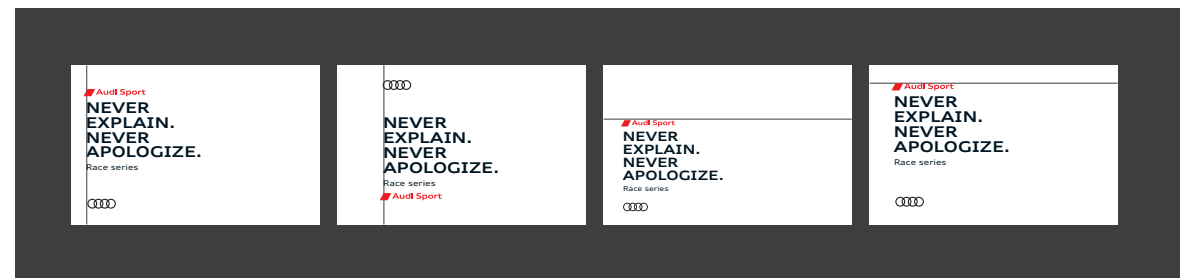 Audi Sport
NEVER
EXPLAIN.
NEVER
APOLOGIZE.
Race series
NEVER
EXPLAIN.
NEVER
APOLOGIZE.
Race series
Audi Sport
Audi Sport
NEVER
EXPLAIN.
NEVER
APOLOGIZE.
Race series
Audi Sport
NEVER
EXPLAIN.
NEVER
APOLOGIZE.
Race series